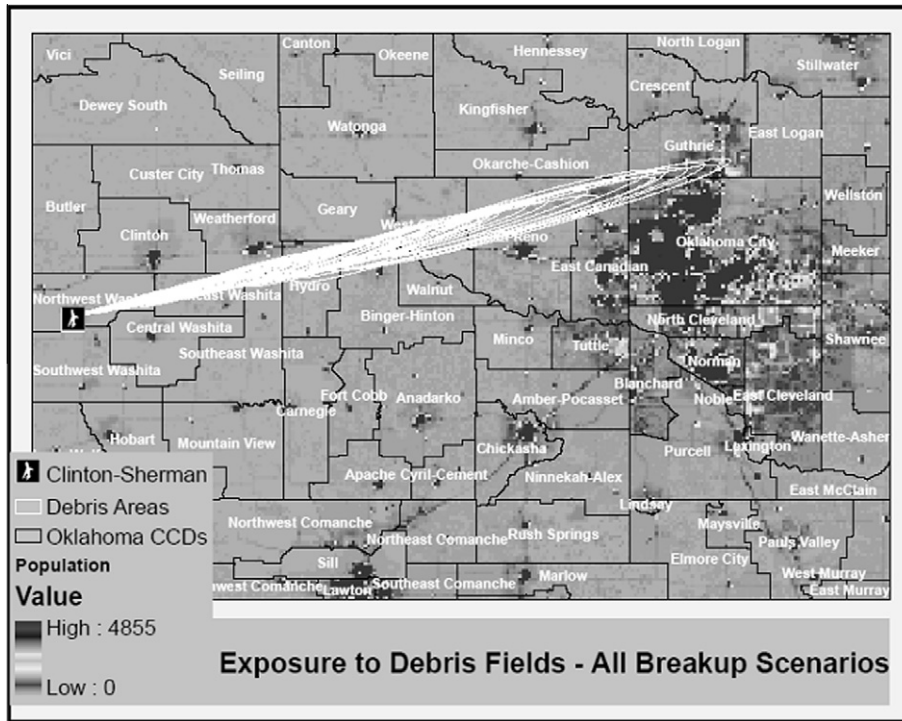 Vici
Seiling
Canton
Okeene
Hennessey
North Logan
Stillwater
Dewey South
Kingfisher
Crescent
Watonga
East Logan
Guthrie
Okarche-Cashion
Custer City
Thomas
Butler
Geary
Wellston
Weatherford
Clinton
Oklahoma City
Meeker
East Canadian
Hydro
Walnut
Central Washita
Binger-Hinton
North Cleveland
Minco
Tuttle
Shawnee
Southeast Washita
Southwest Washita
Norman
Blanchard
Fort Cobb
Anadarko
Amber-Pocasset
Noble
East Cleveland
Carnegie
Hobart
Mountain View
Chickasha
Purcell
Lexington
Wanette-Asher
Apache
Cyril-Cement
Ninnekah-Alex
East McClain
Lindsay
Northwest Comanche
Northeast Comanche
Rush Springs
Maysville
Pauls Valley
Sill
Elmore City
Marlow
West Murray
Lawton
Southeast Comanche
East Murray
Clinton-Sherman
Debris Areas
Oklahoma CCDs
Population
Value
High : 4855
Low : 0
Exposure to Debris Fields - All Breakup Scenarios